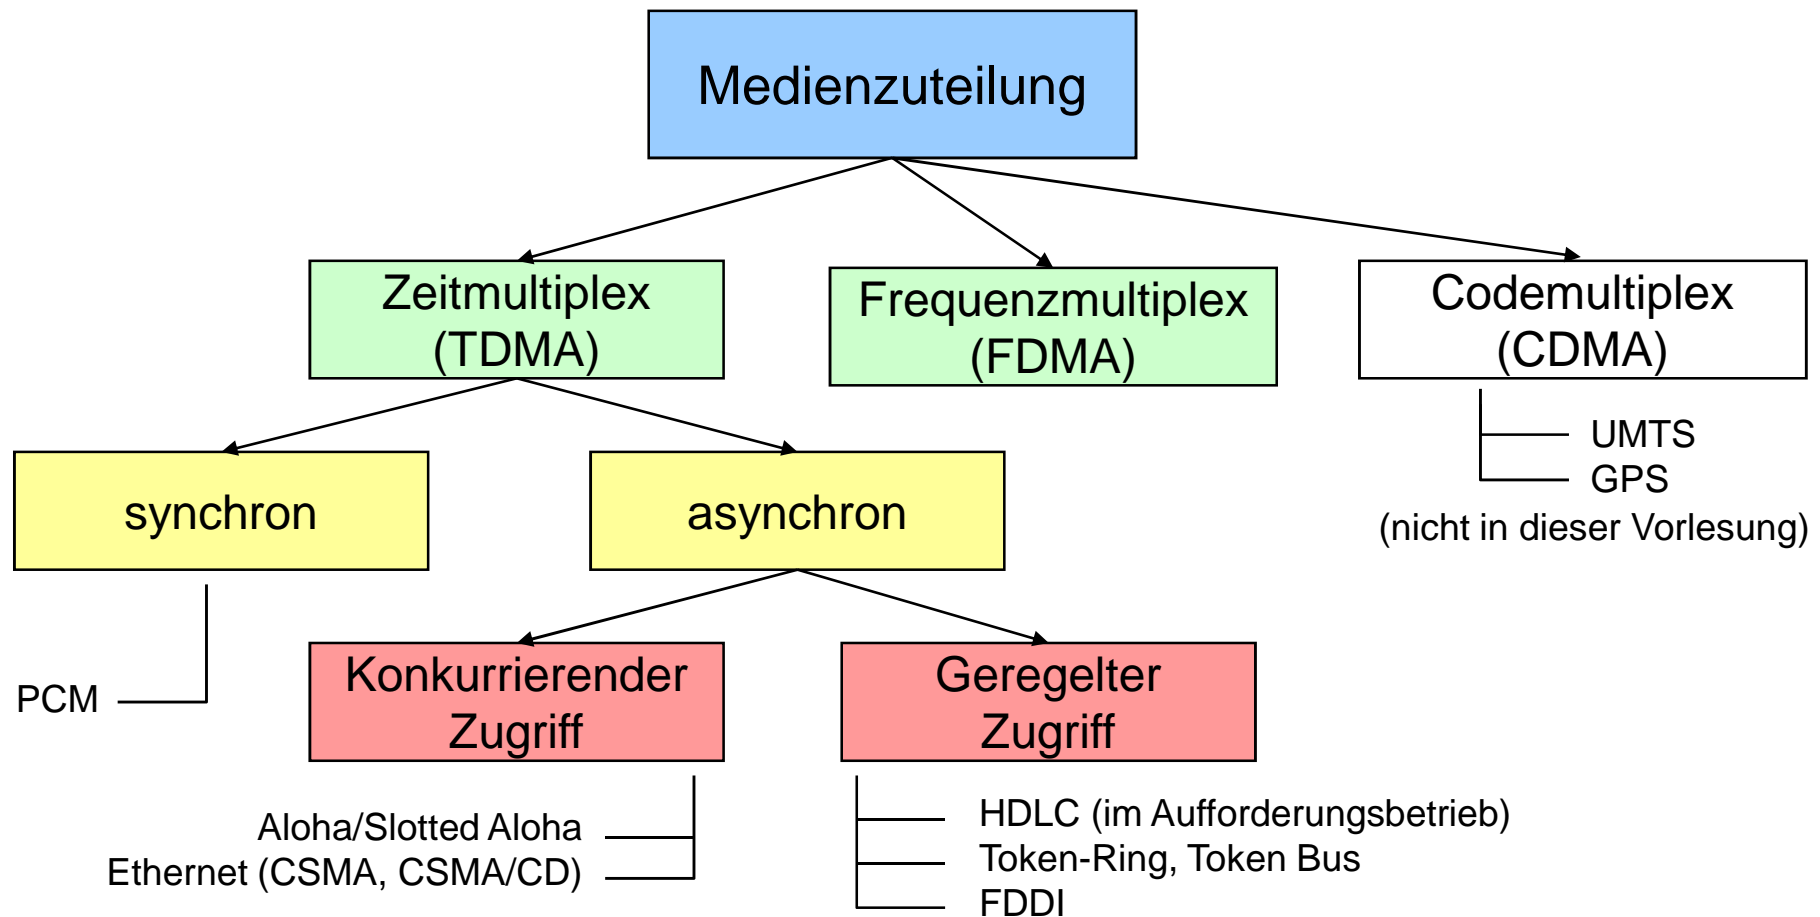 Medienzuteilung
Zeitmultiplex
(TDMA)
Frequenzmultiplex
(FDMA)
Codemultiplex
(CDMA)
UMTS
GPS
(nicht in dieser Vorlesung)
synchron
asynchron
PCM
Konkurrierender
Zugriff
Geregelter
Zugriff
Aloha/Slotted Aloha
Ethernet (CSMA, CSMA/CD)
HDLC (im Aufforderungsbetrieb)
Token-Ring, Token Bus
FDDI